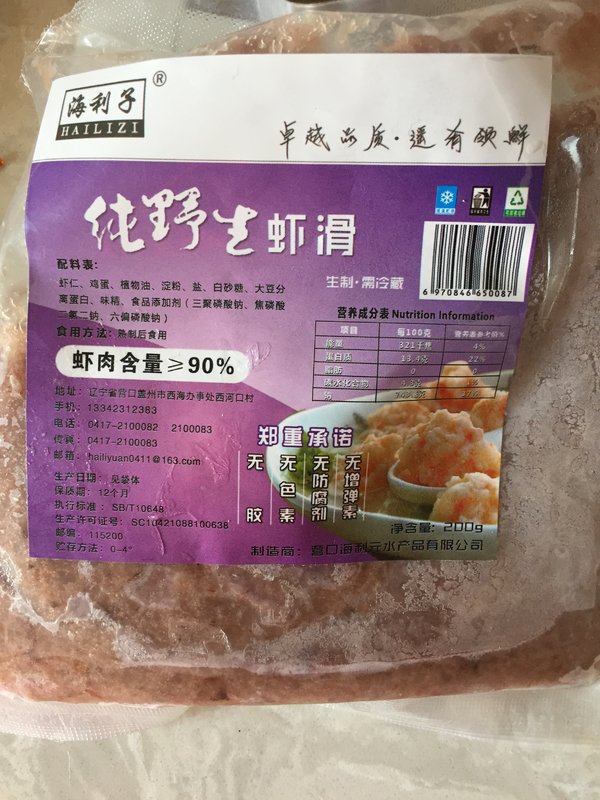 海利子®
HAILIZI
卓越品质·遥肴领鲜
纯野生虾滑
配料表：
虾仁、鸡蛋、植物油、淀粉、盐、白砂糖、大豆分
离蛋白、味精、食品添加剂（三聚磷酸钠、焦磷酸
二氢二钠、六偏磷酸钠）
食用方法：熟制后食用
生制·需冷藏
6970846650087
虾肉含量≥90%
营养成分表 Nutrition Information
项目 每100克 营养素参考值%
能量 321千焦 4%
蛋白质 13.4克 22%
脂肪 0 0
碳水化合物
钠
地址：辽宁省营口盖州市西海办事处西河口村
手机：13342312383
电话：0417-2100082 2100083
传真：0417-2100083
邮箱：hailiyuan0411@163.com
生产日期：见袋体
保质期：12个月
执行标准：SB/T10648
生产许可证号：SC10421088100638
邮编：115200
贮存方法：0-4°
郑重承诺
无胶
无色素
无防腐剂
无增弹素
净含量：200g
制造商：营口海利元水产品有限公司